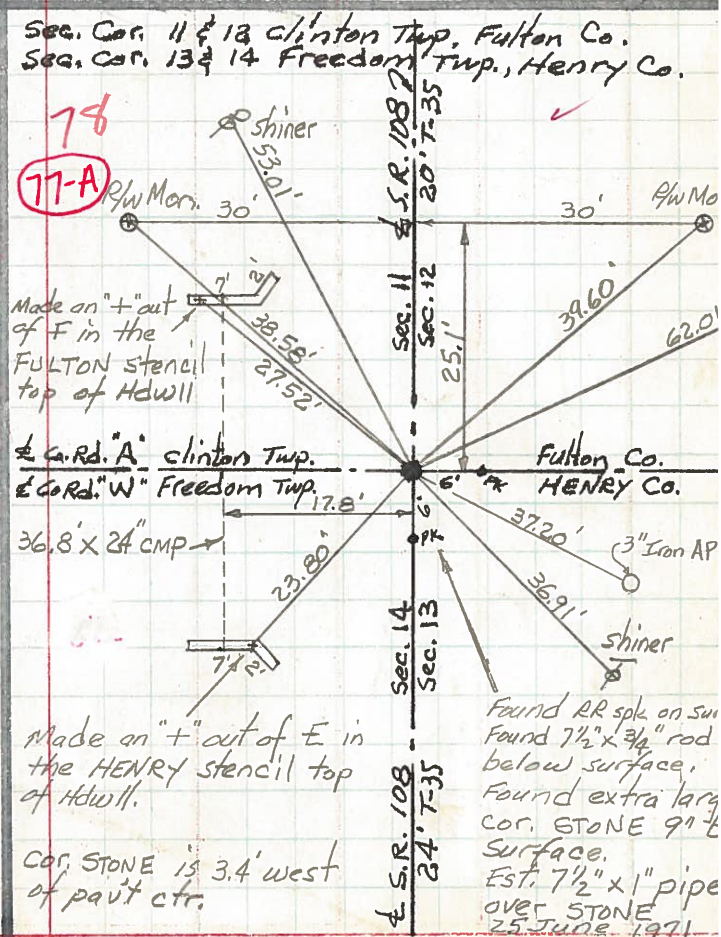 Sec. Cor. 11 & 12 Clinton Twp. Fulton Co.
Sec. Cor. 13 & 14 Freedom Twp., Henry Co.
78
77-A
shiner
53.01'
℄ S.R. 108
20' T-35
R/W Mon.
30'
30'
R/W Mo
7'
2'
Made an "+" out
of F in the
FULTON stencil
top of Hdwll
38.58'
27.52'
Sec. 11
Sec. 12
25.1'
39.60'
62.0'
℄ Co.Rd. "A" Clinton Twp.
℄ Co.Rd. "W" Freedom Twp.
Fulton Co.
HENRY Co.
6' PK
17.8'
6'
PK
36.8' X 24" CMP
23.80'
37.20'
3" Iron AP
36.91'
shiner
Sec. 14
Sec. 13
7'
2'
Made an "+" out of E in
the HENRY stencil top
of Hdwll.
Cor. STONE is 3.4' west
of pav't ctr.
℄ S.R. 108
24' T-35
Found RR spk on sur
Found 7½" x ¾" rod
below surface.
Found extra larg
cor. STONE 9"
Surface.
Est. 7½" x 1" pipe
over STONE
25 June 1971